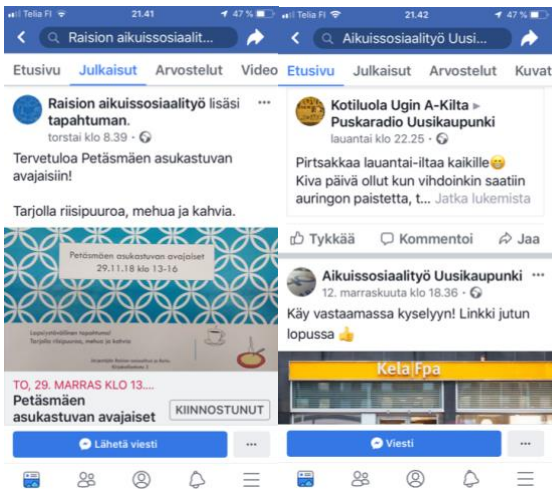 Telia FI
21.41
47 %
Raision aikuissosiaalit...
Etusivu Julkaisut Arvostelut Video
Raision aikuissosiaalityö lisäsi
tapahtuman.
torstai klo 8.39
Tervetuloa Petäsmäen asukastuvan
avajaisiin!
Tarjolla riisipuuroa, mehua ja kahvia.
Petäsmäen asukastuvan avajaiset
29.11.18 klo 13-16
Tarjolla riisipuuroa, mehua ja kahvia
TO, 29. MARRAS KLO 13....
Petäsmäen
asukastuvan avajaiset
KIINNOSTUNUT
Lähetä viesti
Telia FI
21.42
47 %
Aikuissosiaalityö Uusi...
Etusivu Julkaisut Arvostelut Kuvat
Kotiluola Ugin A-Kilta
Puskaradio Uusikaupunki
lauantai klo 22.25
Pirtsakkaa lauantai-iltaa kaikille😁
Kiva päivä ollut kun vihdoinkin saatiin
auringon paistetta, t... Jatka lukemista
Tykkää Kommentoi Jaa
Aikuissosiaalityö Uusikaupunki
12. marraskuuta klo 18.36
Käy vastaamassa kyselyyn! Linkki jutun
lopussa 👍
Kela Fpa
Viesti